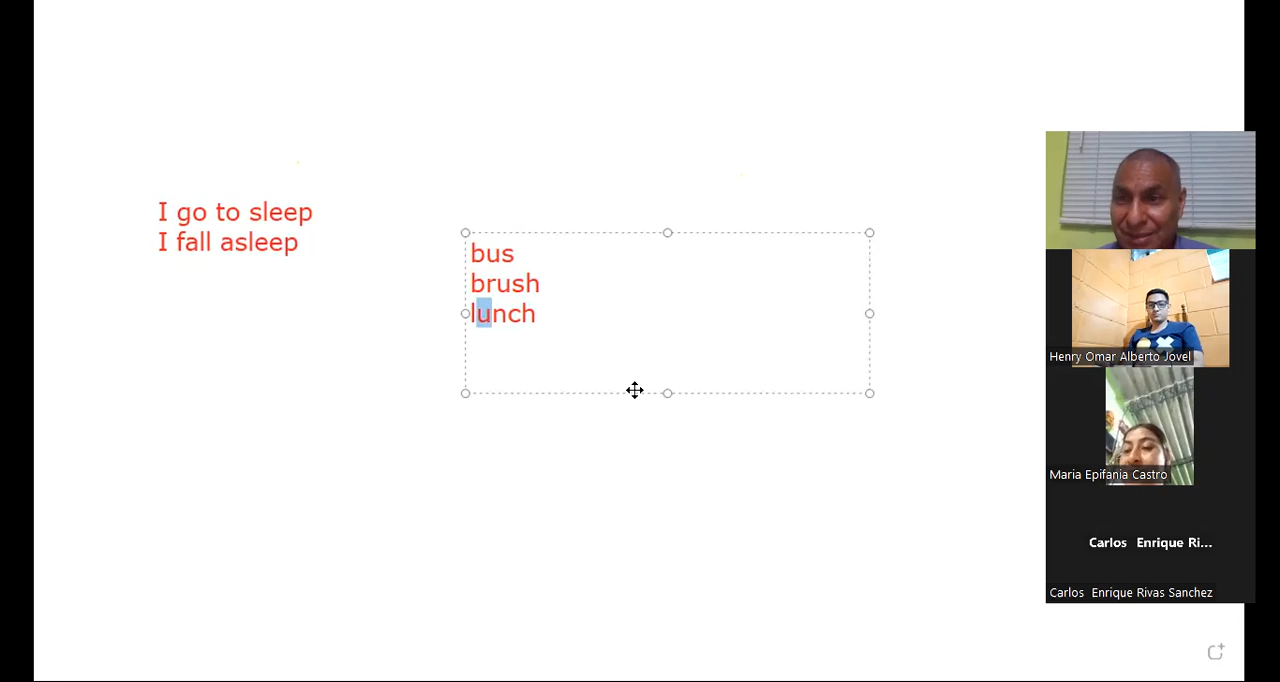 I go to sleep
I fall asleep
bus
brush
lunch
Henry Omar Alberto Jovel
Maria Epifania Castro
Carlos Enrique Ri...
Carlos Enrique Rivas Sanchez